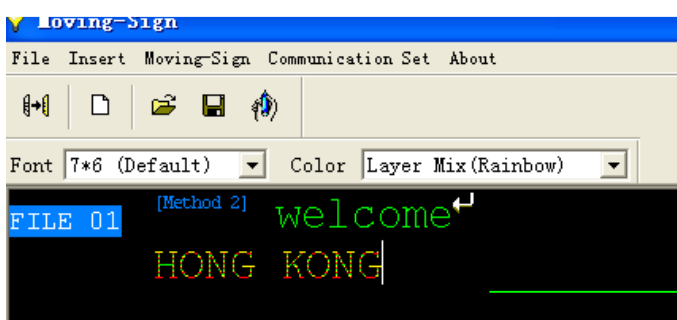 Moving-Sign
File Insert Moving-Sign Communication Set About
Font 7*6 (Default) Color Layer Mix(Rainbow)
FILE 01 [Method 2] welcome
HONG KONG